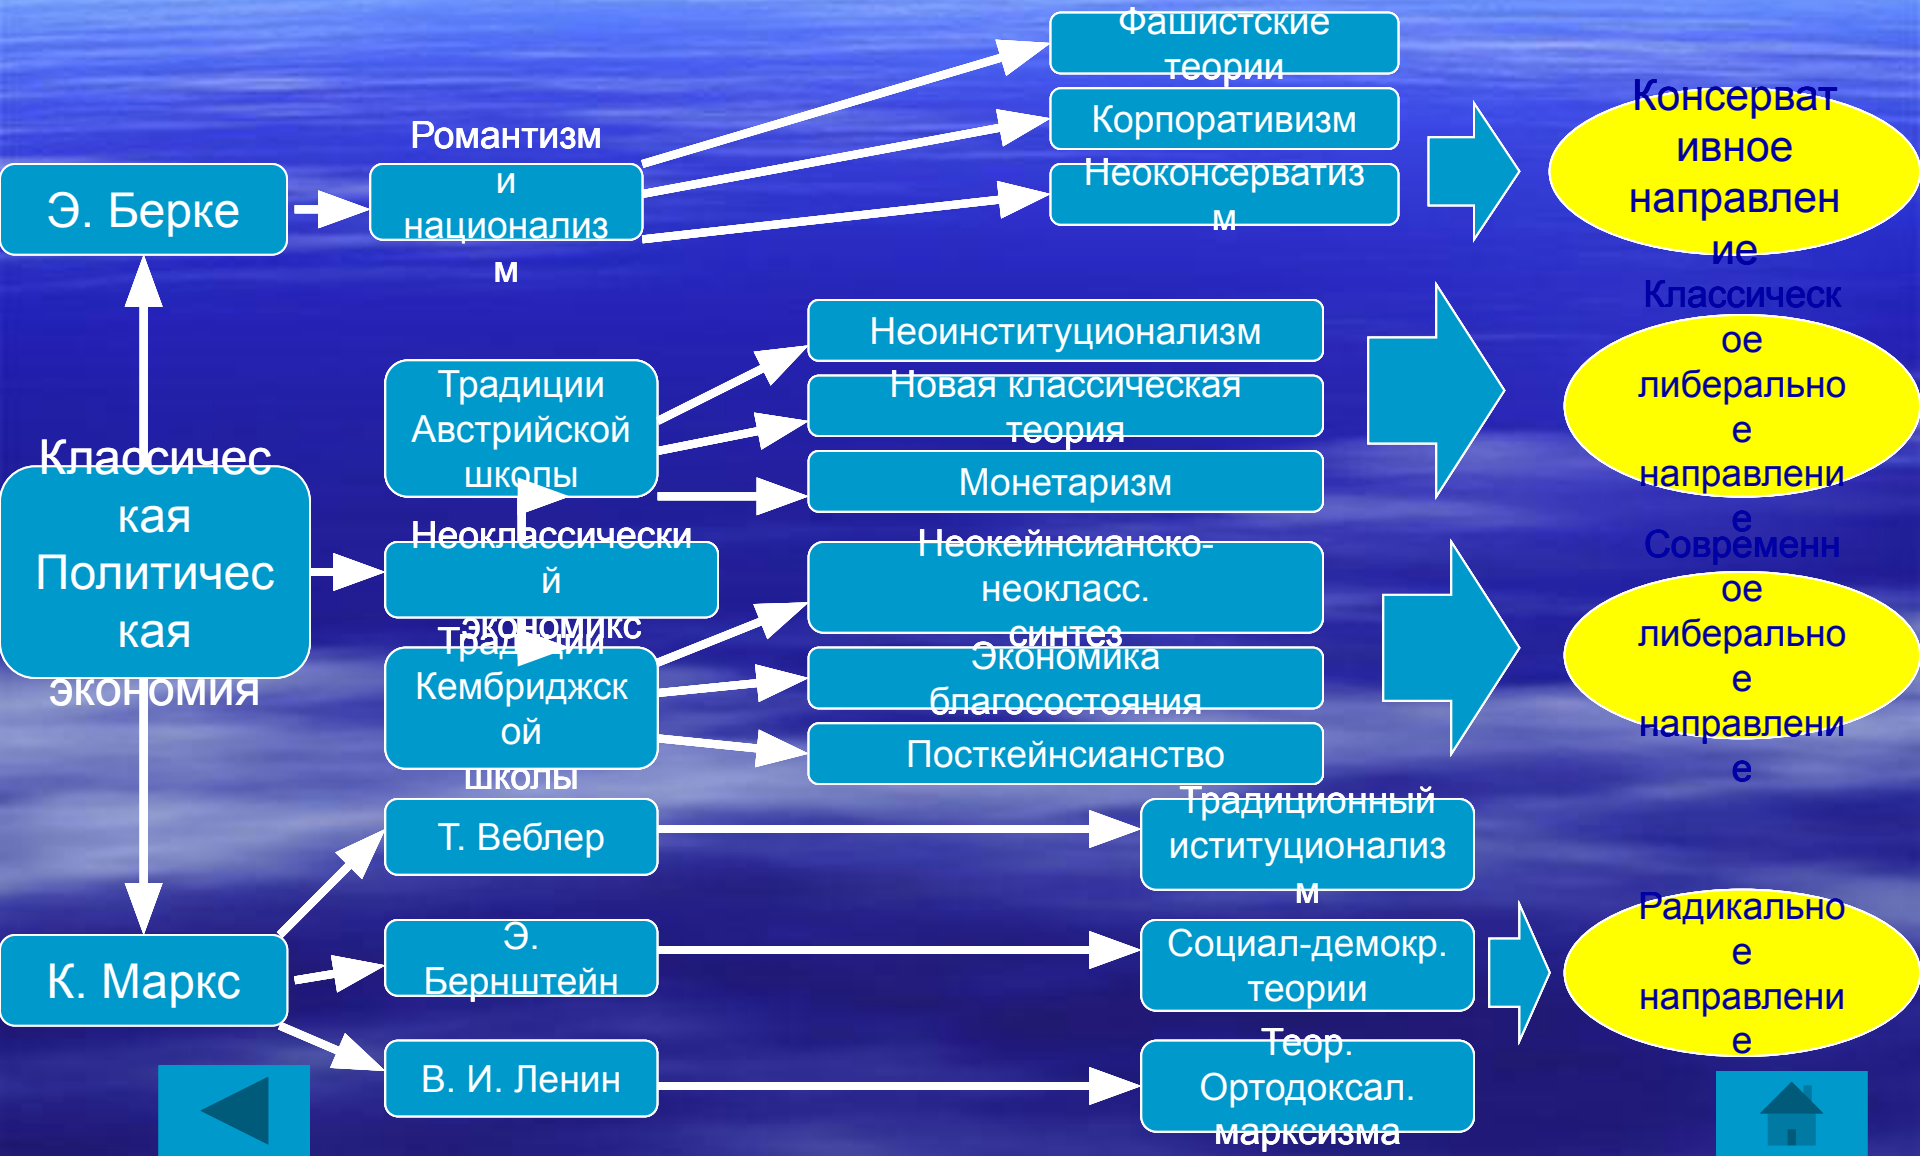 Фашистские
теории
Корпоративизм
Неоконсерватиз
м
Консерват
ивное
направлен
ие
Э. Берке
Романтизм
и
национализ
м
Неоинституционализм
Новая классическая
теория
Монетаризм
Классическ
ое
либерально
е
направлени
е
Традиции
Австрийской
школы
Классичес
кая
Политичес
кая
экономия
Неоклассически
й
экономикс
Неокейнсианско-
неокласс.
синтез
Экономика
благосостояния
Посткейнсианство
Современн
ое
либерально
е
направлени
е
Традиции
Кембриджск
ой
школы
Т. Веблер
Традиционный
иституционализ
м
К. Маркс
Э.
Бернштейн
Социал-демокр.
теории
Радикально
е
направлени
е
В. И. Ленин
Теор.
Ортодоксал.
марксизма